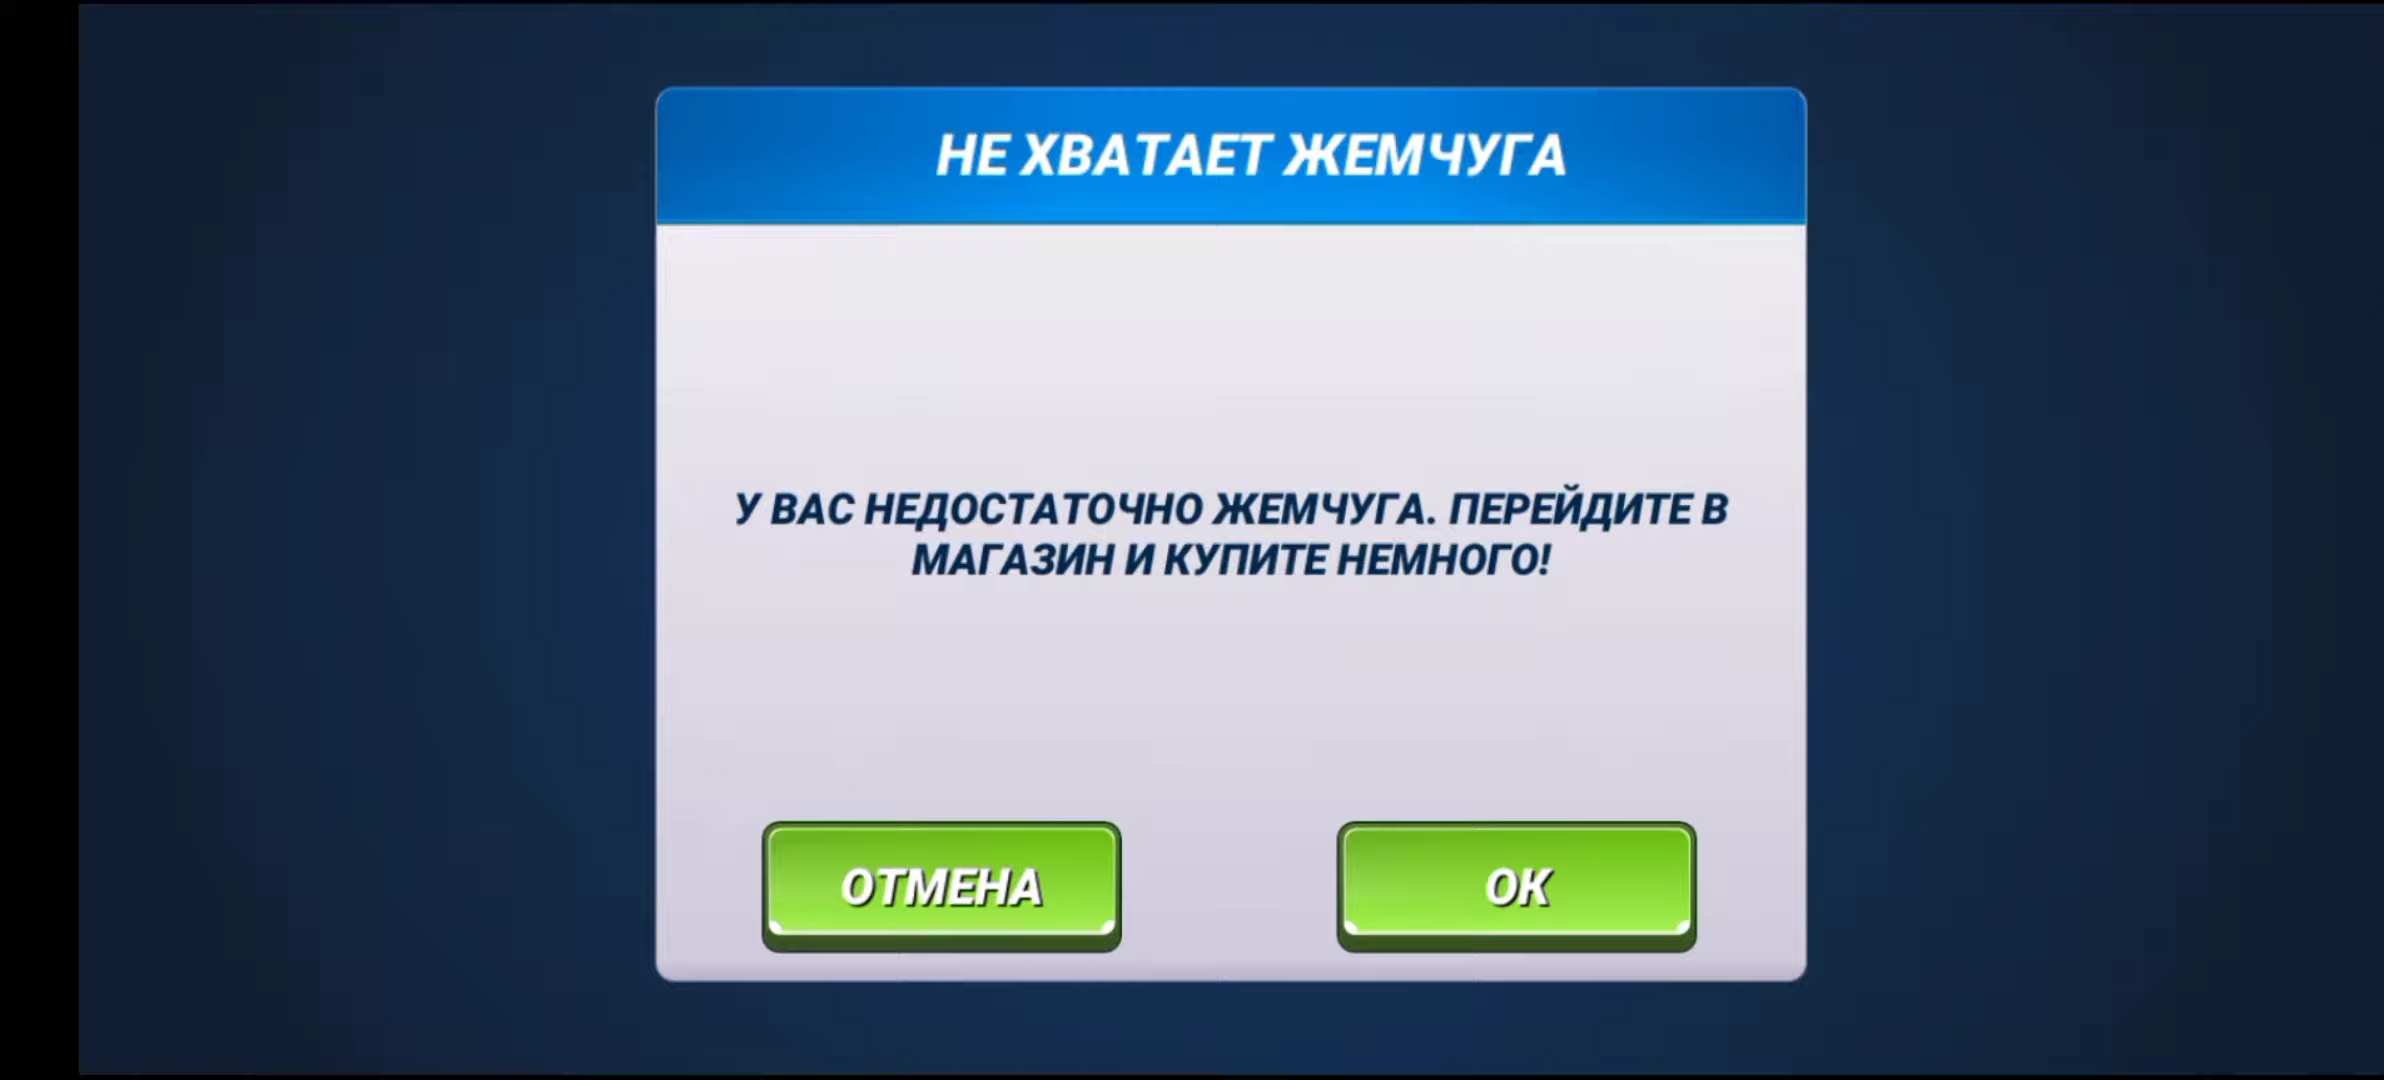 НЕ ХВАТАЕТ ЖЕМЧУГА
У ВАС НЕДОСТАТОЧНО ЖЕМЧУГА. ПЕРЕЙДИТЕ В
МАГАЗИН И КУПИТЕ НЕМНОГО!
ОТМЕНА
ОК